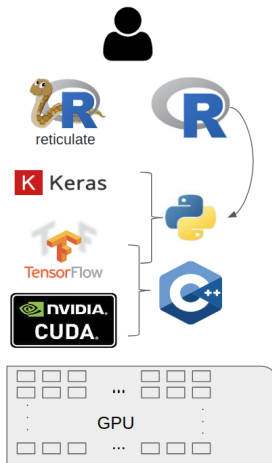 R
R
reticulate
K Keras
TensorFlow
C++
NVIDIA.
CUDA.
...
GPU
...